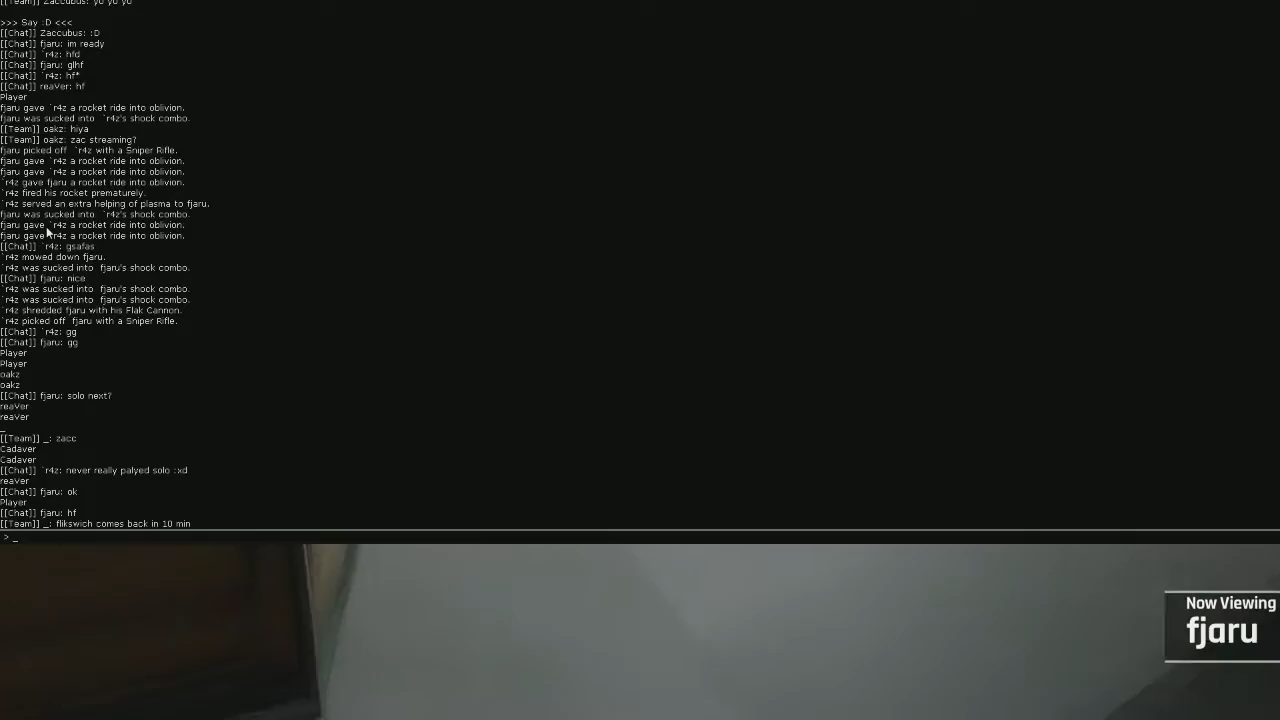 [[Team]] Zaccubus: yo yo yo
>>> Say :D <<<
[[Chat]] Zaccubus: :D
[[Chat]] fjaru: im ready
[[Chat]] `r4z: hfd
[[Chat]] fjaru: glhf
[[Chat]] `r4z: hf*
[[Chat]] reaVer: hf
Player
fjaru gave `r4z a rocket ride into oblivion.
fjaru was sucked into `r4z's shock combo.
[[Team]] oakz: hiya
[[Team]] oakz: zac streaming?
fjaru picked off `r4z with a Sniper Rifle.
fjaru gave `r4z a rocket ride into oblivion.
fjaru gave `r4z a rocket ride into oblivion.
`r4z gave fjaru a rocket ride into oblivion.
`r4z fired his rocket prematurely.
`r4z served an extra helping of plasma to fjaru.
fjaru was sucked into `r4z's shock combo.
fjaru gave `r4z a rocket ride into oblivion.
fjaru gave `r4z a rocket ride into oblivion.
[[Chat]] `r4z: gsafas
`r4z mowed down fjaru.
`r4z was sucked into fjaru's shock combo.
[[Chat]] fjaru: nice
`r4z was sucked into fjaru's shock combo.
`r4z was sucked into fjaru's shock combo.
`r4z shredded fjaru with his Flak Cannon.
`r4z picked off fjaru with a Sniper Rifle.
[[Chat]] `r4z: gg
[[Chat]] fjaru: gg
Player
Player
oakz
oakz
[[Chat]] fjaru: solo next?
reaVer
reaVer
_
[[Team]] _: zacc
Cadaver
Cadaver
[[Chat]] `r4z: never really palyed solo :xd
reaVer
[[Chat]] fjaru: ok
Player
[[Chat]] fjaru: hf
[[Team]] _: flikswich comes back in 10 min
> _
Now Viewing
fjaru